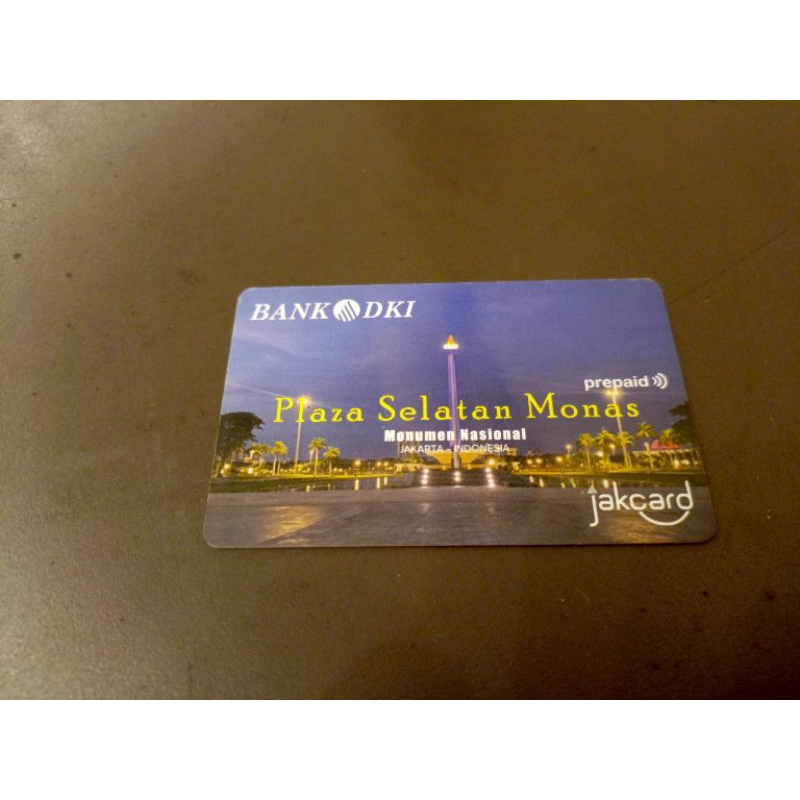 BANK DKI
prepaid
Plaza Selatan Monas
Monumen Nasional
JAKARTA - INDONESIA
jakcard